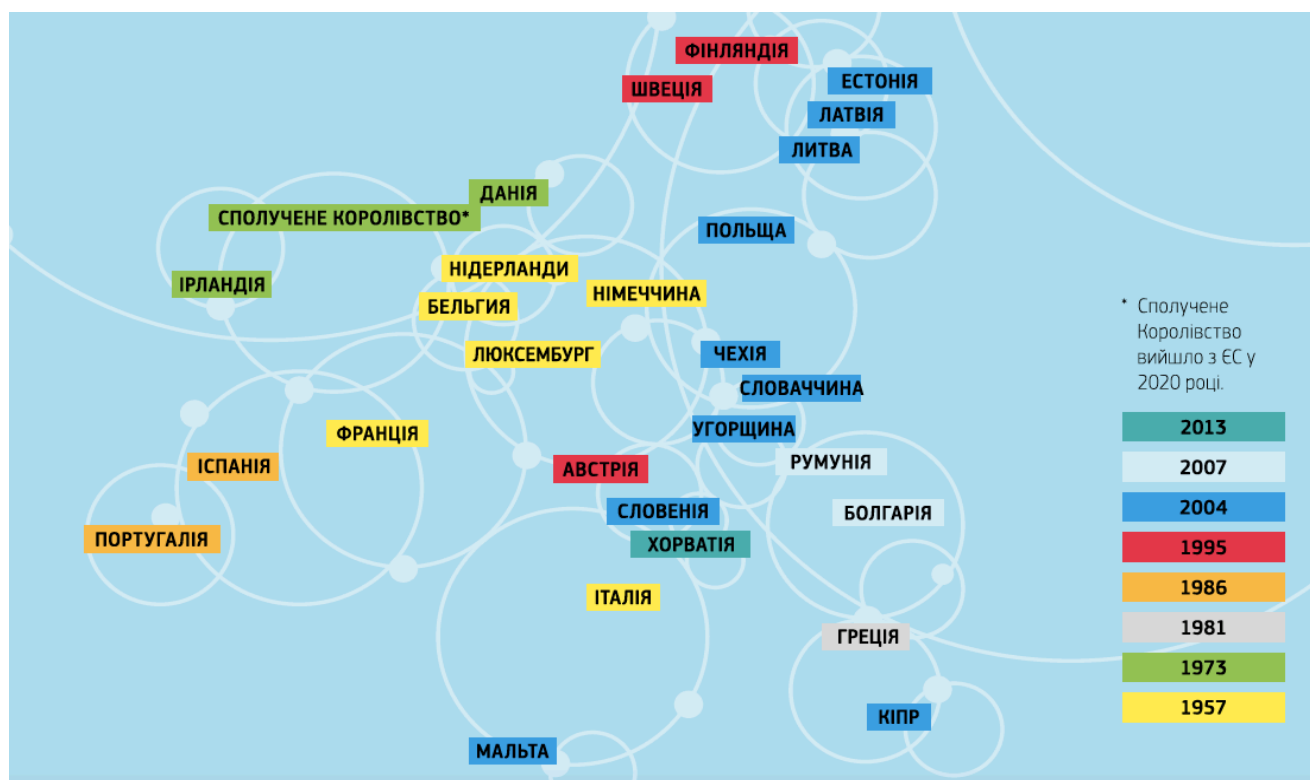 ФІНЛЯНДІЯ
ШВЕЦІЯ
ЕСТОНІЯ
ЛАТВІЯ
ЛИТВА
ДАНІЯ
СПОЛУЧЕНЕ КОРОЛІВСТВО*
ПОЛЬЩА
НІДЕРЛАНДИ
ІРЛАНДІЯ
НІМЕЧЧИНА
БЕЛЬГИЯ
ЛЮКСЕМБУРГ
ЧЕХІЯ
СЛОВАЧЧИНА
ФРАНЦІЯ
УГОРЩИНА
ІСПАНІЯ
АВСТРІЯ
РУМУНІЯ
СЛОВЕНІЯ
БОЛГАРІЯ
ПОРТУГАЛІЯ
ХОРВАТІЯ
ІТАЛІЯ
ГРЕЦІЯ
КІПР
МАЛЬТА
* Сполучене
Королівство
вийшло з ЄС у
2020 році.
2013
2007
2004
1995
1986
1981
1973
1957